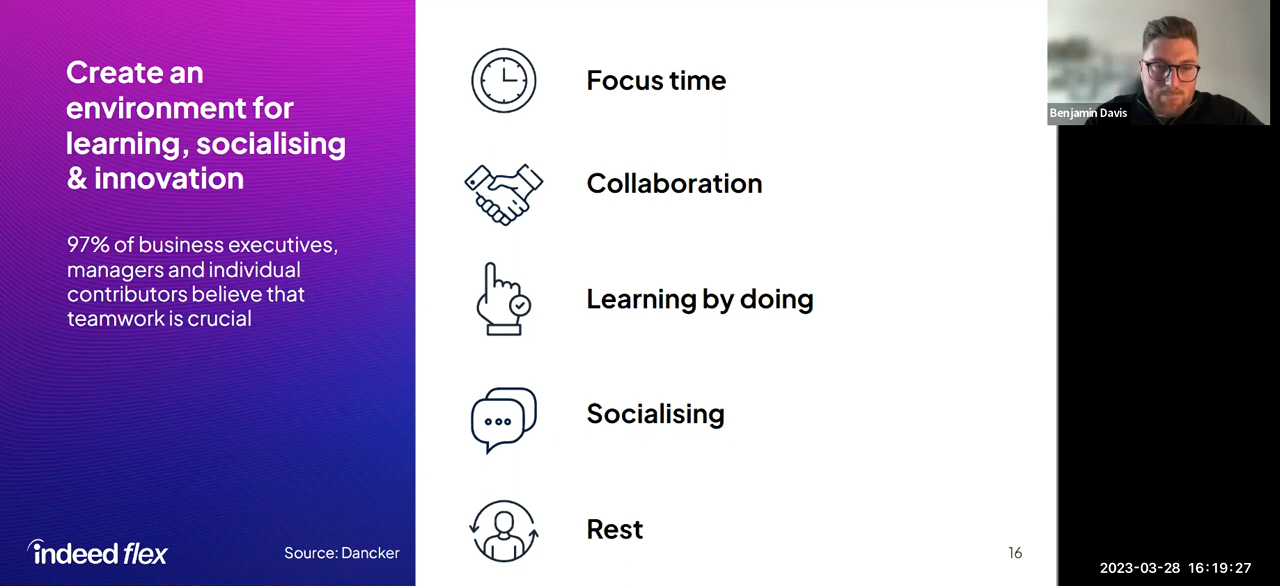 Create an
environment for
learning, socialising
& innovation
97% of business executives,
managers and individual
contributors believe that
teamwork is crucial
indeed flex
Source: Dancker
Focus time
Collaboration
Learning by doing
Socialising
Rest
16
Benjamin Davis
2023-03-28 16:19:27